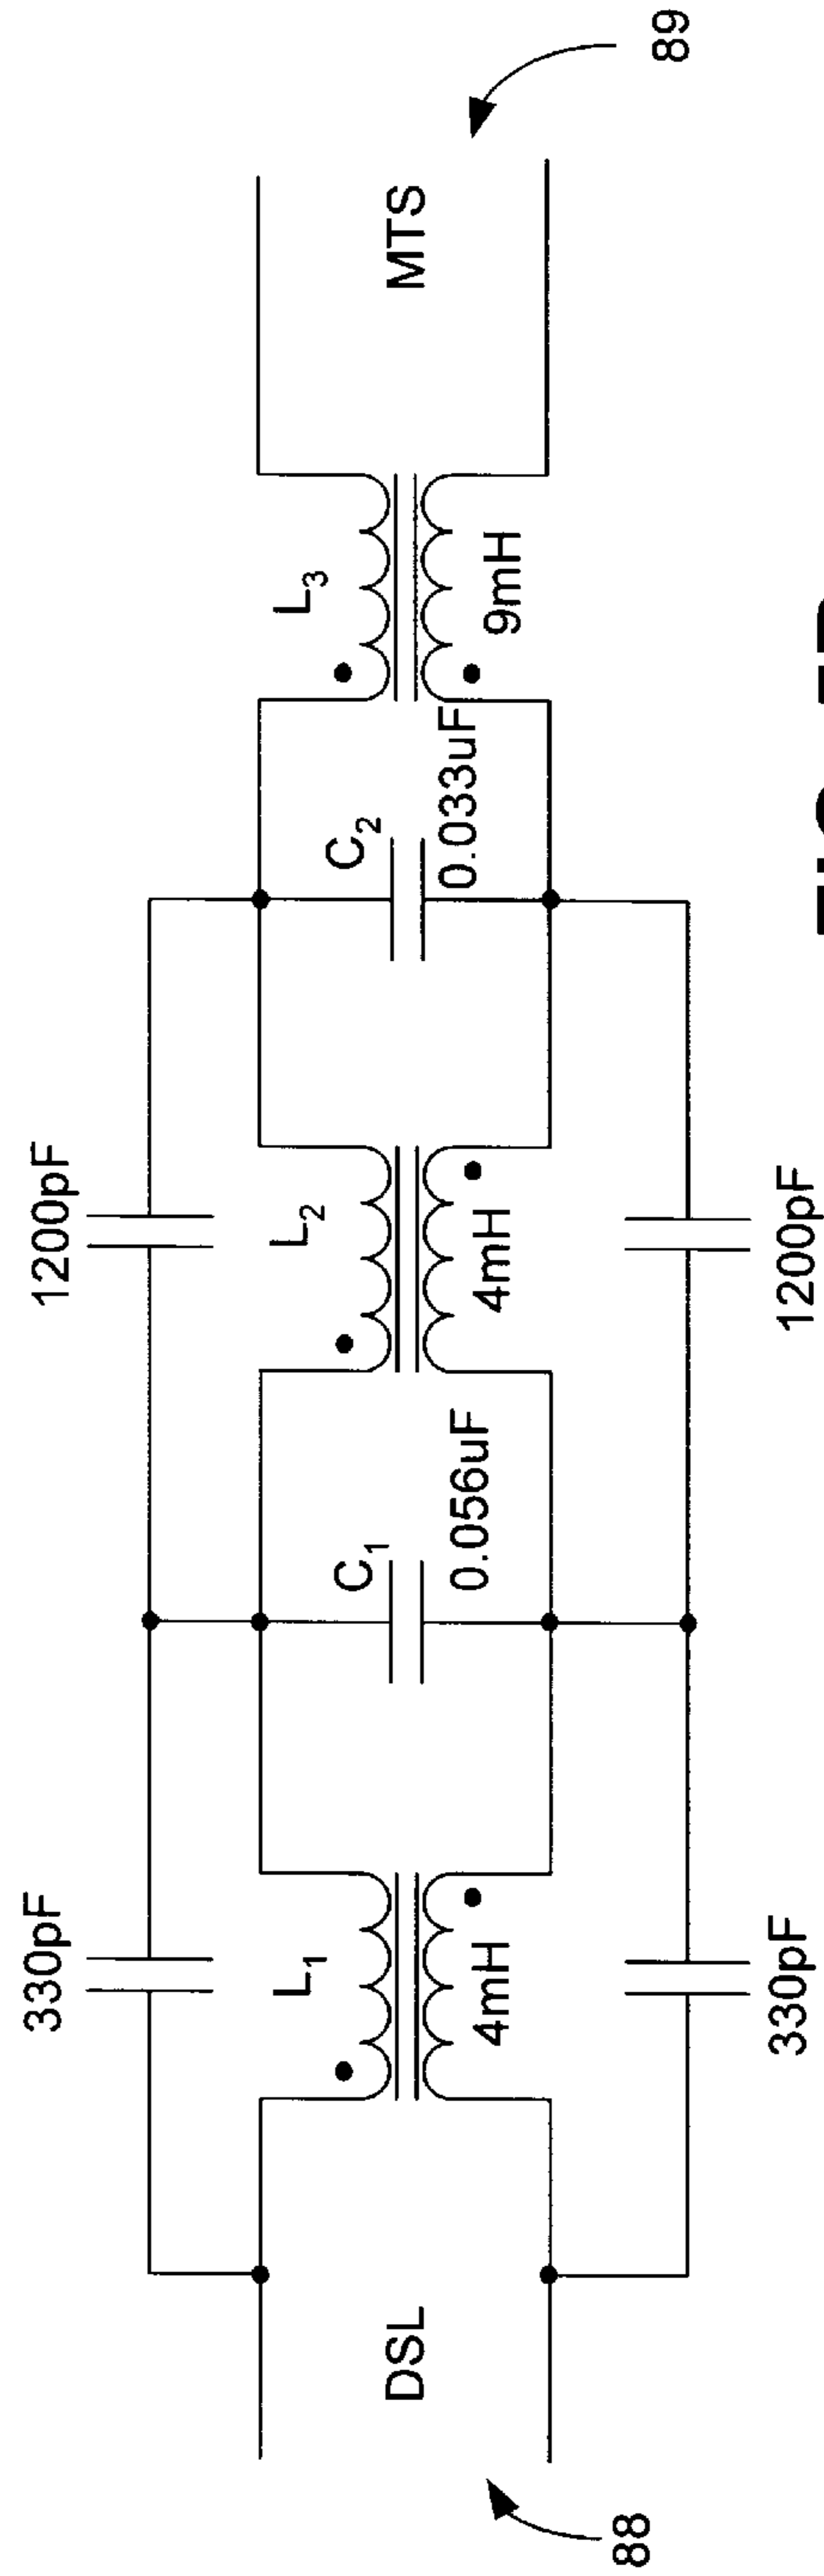 330pF
1200pF
L1
L2
L3
DSL
C1
C2
MTS
4mH
0.056uF
4mH
0.033uF
9mH
88
89
330pF
1200pF